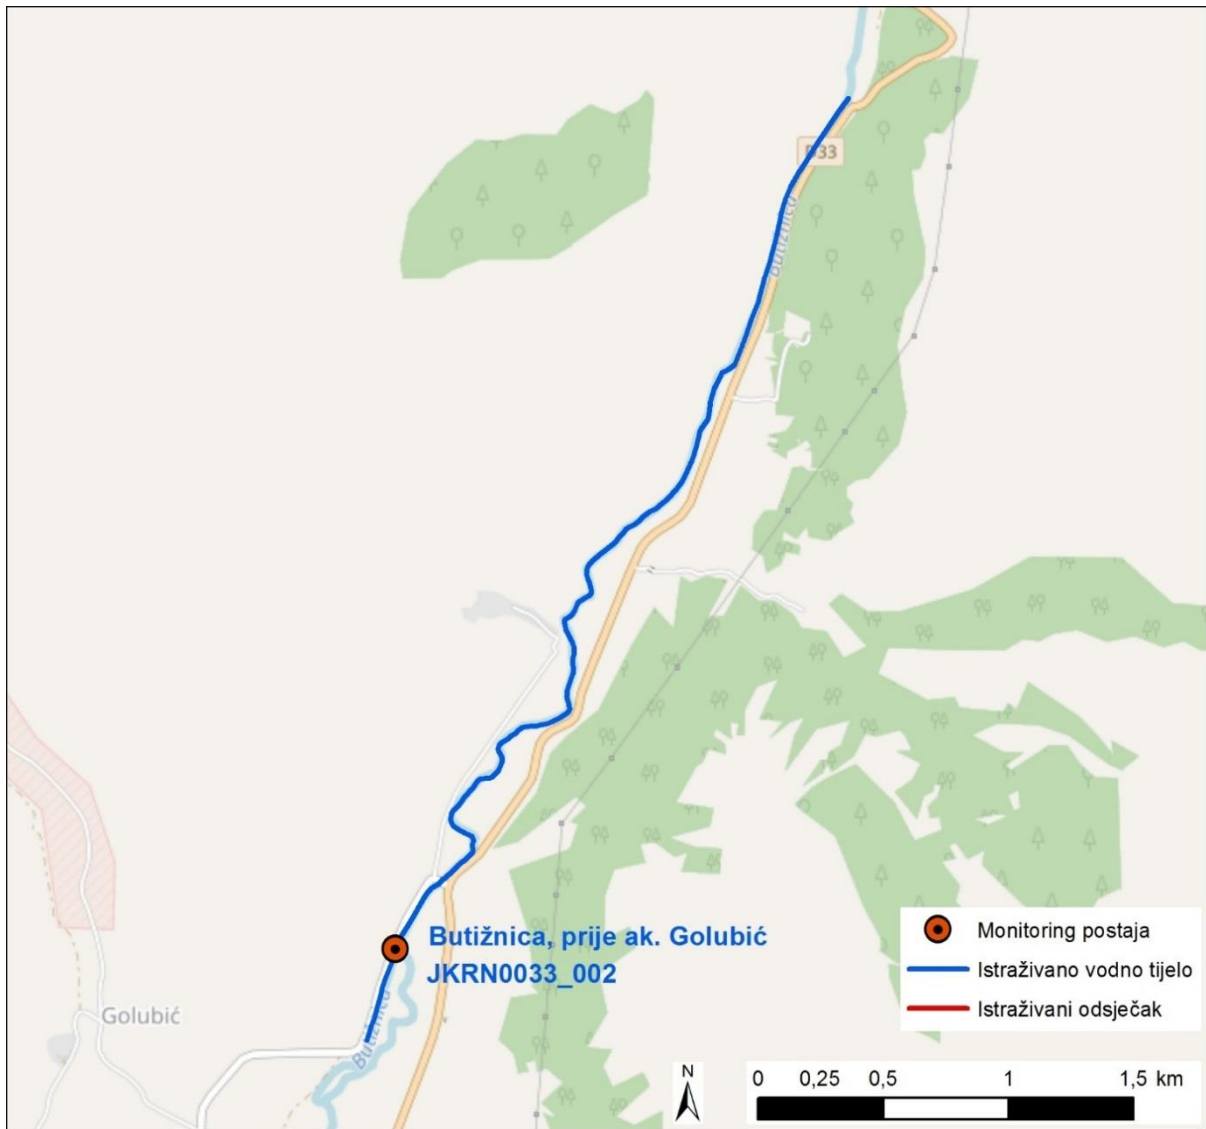 D33
Butižnica
Butižnica, prije ak. Golubić
JKRN0033_002
Golubić
Butižnica
Monitoring postaja
Istraživano vodno tijelo
Istraživani odsječak
N
0 0,25 0,5 1 1,5 km